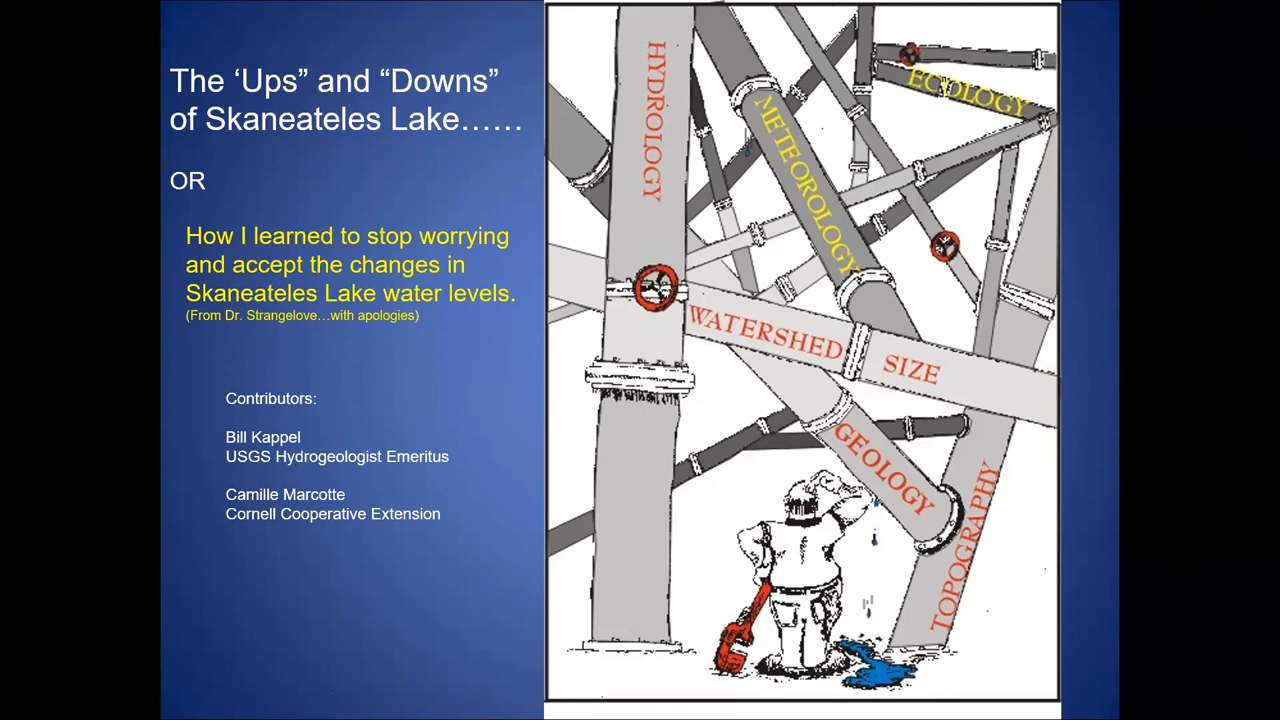 The ‘Ups” and “Downs”
of Skaneateles Lake……
OR
How I learned to stop worrying
and accept the changes in
Skaneateles Lake water levels.
(From Dr. Strangelove…with apologies)
Contributors:
Bill Kappel
USGS Hydrogeologist Emeritus
Camille Marcotte
Cornell Cooperative Extension
HYDROLOGY
METEOROLOGY
ECOLOGY
WATERSHED SIZE
GEOLOGY
TOPOGRAPHY